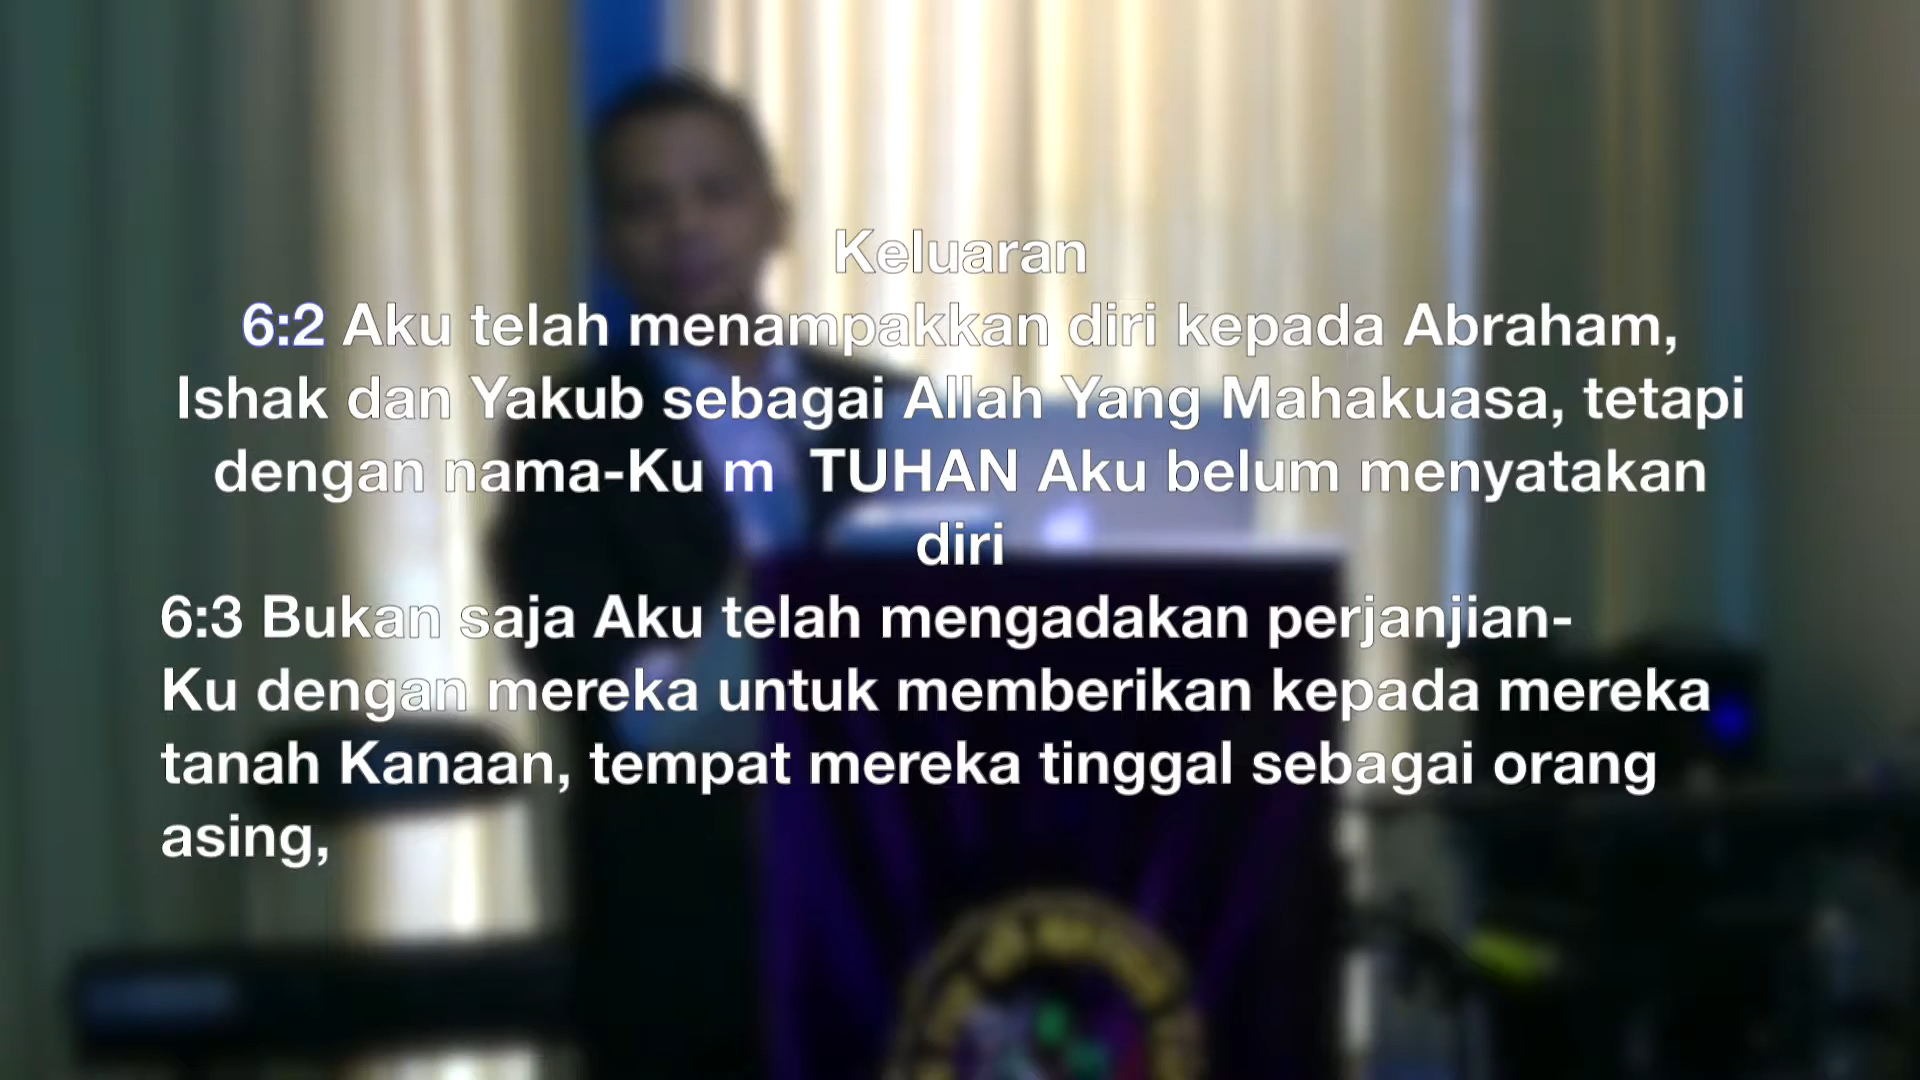 Keluaran
6:2 Aku telah menampakkan diri kepada Abraham,
Ishak dan Yakub sebagai Allah Yang Mahakuasa, tetapi
dengan nama-Ku m  TUHAN Aku belum menyatakan
diri
6:3 Bukan saja Aku telah mengadakan perjanjian-
Ku dengan mereka untuk memberikan kepada mereka
tanah Kanaan, tempat mereka tinggal sebagai orang
asing,